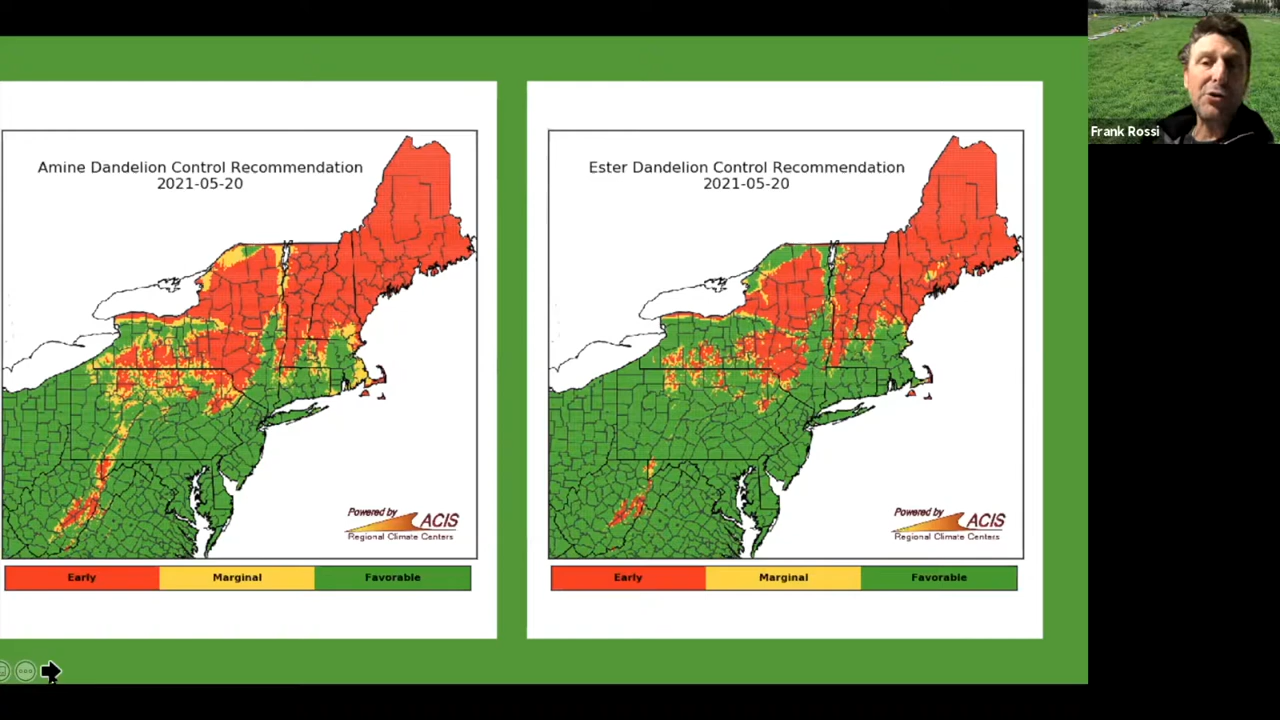 Amine Dandelion Control Recommendation
2021-05-20
Powered by
ACIS
Regional Climate Centers
Early
Marginal
Favorable
Ester Dandelion Control Recommendation
2021-05-20
Powered by
ACIS
Regional Climate Centers
Early
Marginal
Favorable
Frank Rossi